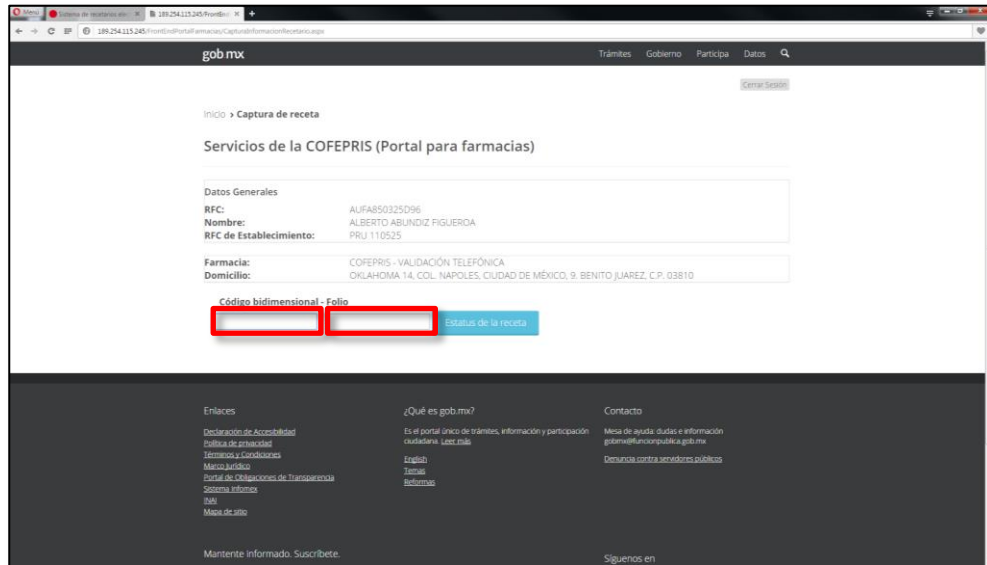 Menú
Sistema de recetarios elec
189.254.115.245/FrontEnd
189.254.115.245/FrontEndPortalFarmacias/CapturaInformacionRecetario.aspx
gob mx
Trámites Gobierno Participa Datos
Cerrar Sesión
Inicio > Captura de receta
Servicios de la COFEPRIS (Portal para farmacias)
Datos Generales
RFC: AUFA850325D96
Nombre: ALBERTO ABUNDIZ FIGUEROA
RFC de Establecimiento: PRU 110525
Farmacia: COFEPRIS - VALIDACIÓN TELEFÓNICA
Domicilio: OKLAHOMA 14, COL. NAPOLES, CIUDAD DE MÉXICO, 9. BENITO JUAREZ, C.P. 03810
Código bidimensional - Folio
Estatus de la receta
Enlaces
Declaración de Accesibilidad
Política de privacidad
Términos y Condiciones
Marco Jurídico
Portal de Obligaciones de Transparencia
Sistema Infomex
INAI
Mapa de sitio
¿Qué es gob.mx?
Es el portal único de trámites, información y participación
ciudadana. Leer más
English
Temas
Reformas
Contacto
Mesa de ayuda: dudas e información
gobmx@funcionpublica.gob.mx
Denuncia contra servidores públicos
Mantente informado. Suscríbete.
Síguenos en